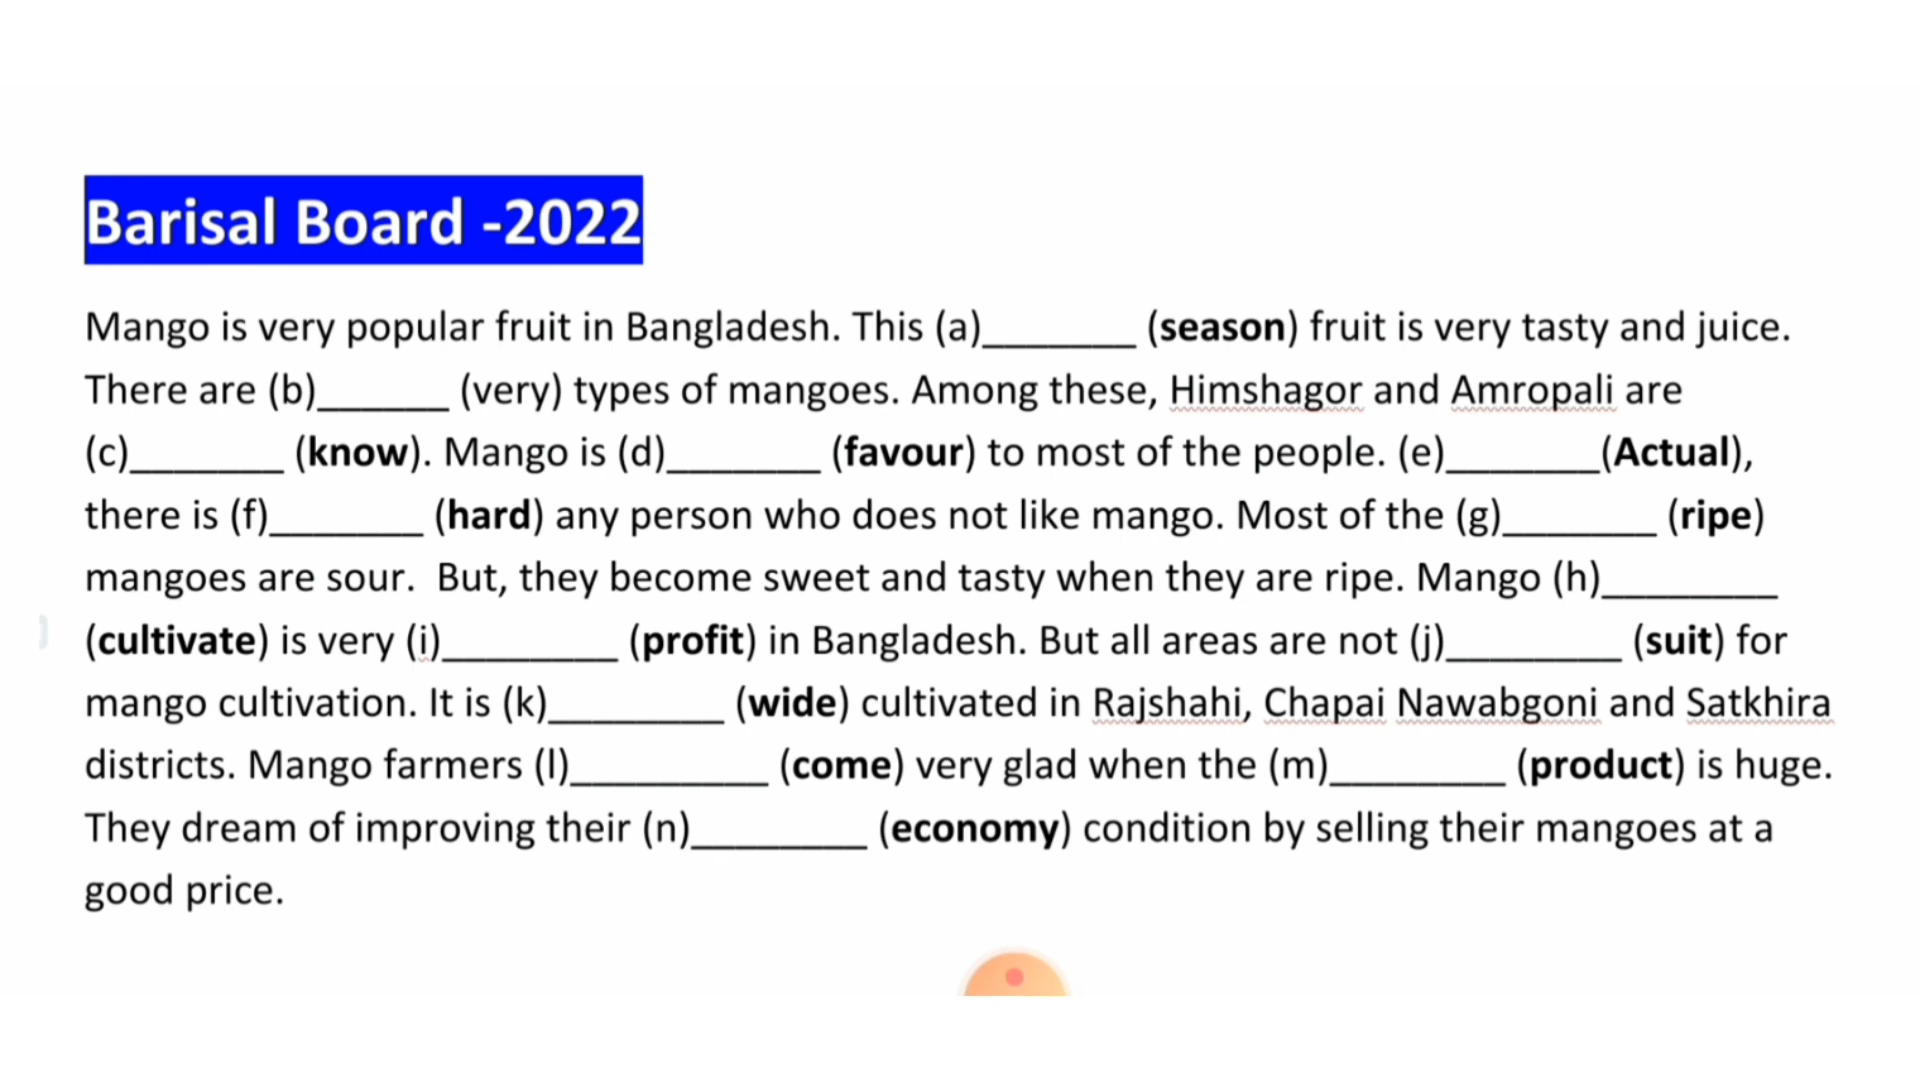 Barisal Board -2022
Mango is very popular fruit in Bangladesh. This (a)_______ (season) fruit is very tasty and juice.
There are (b)______ (very) types of mangoes. Among these, Himshagor and Amropali are
(c)_______ (know). Mango is (d)_______ (favour) to most of the people. (e)_______(Actual),
there is (f)_______ (hard) any person who does not like mango. Most of the (g)_______ (ripe)
mangoes are sour.  But, they become sweet and tasty when they are ripe. Mango (h)________
(cultivate) is very (i)________ (profit) in Bangladesh. But all areas are not (j)________ (suit) for
mango cultivation. It is (k)________ (wide) cultivated in Rajshahi, Chapai Nawabgoni and Satkhira
districts. Mango farmers (l)_________ (come) very glad when the (m)________ (product) is huge.
They dream of improving their (n)________ (economy) condition by selling their mangoes at a
good price.